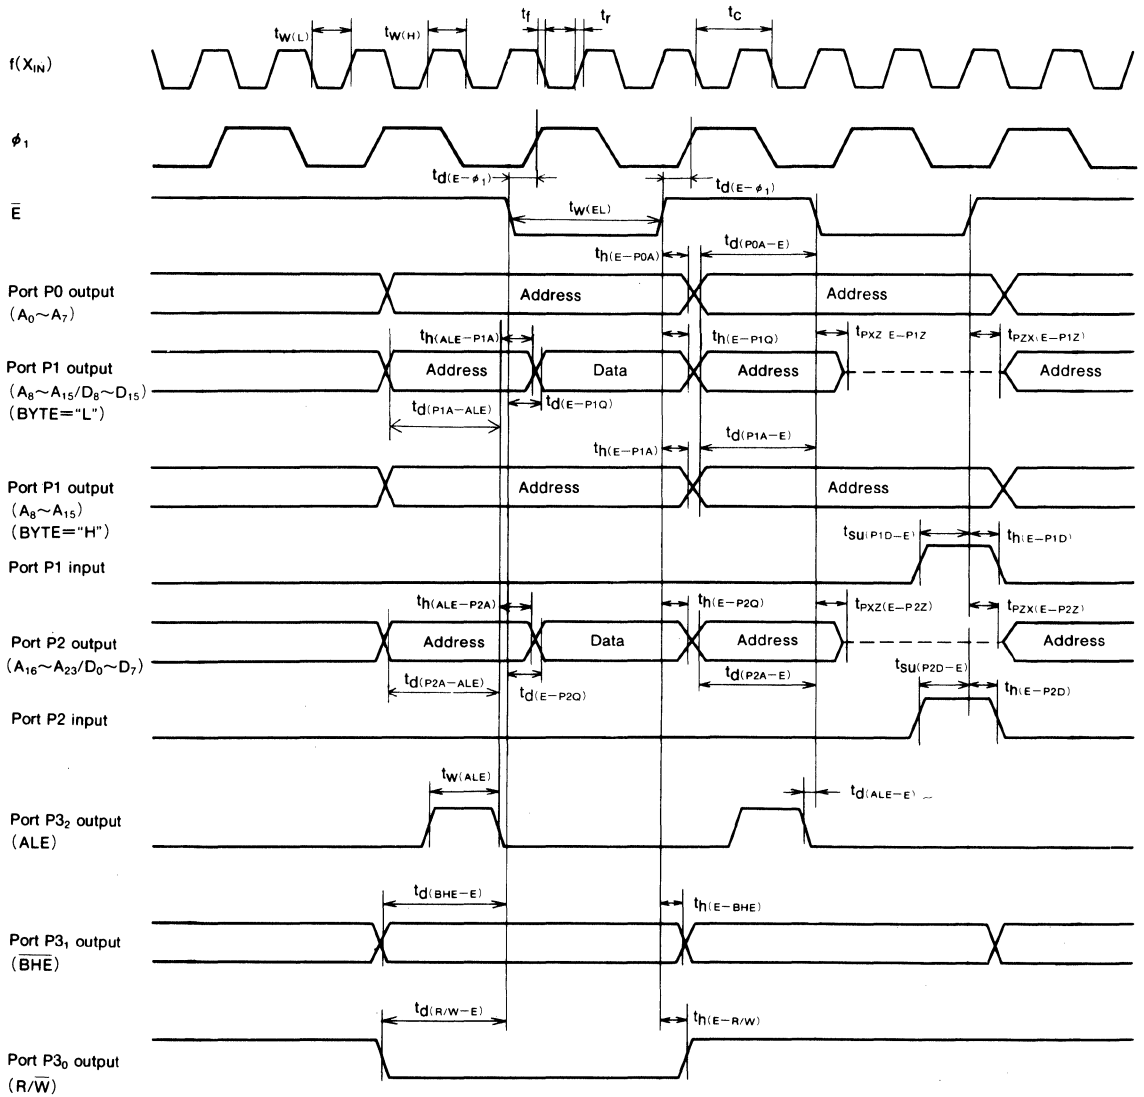 tf tr tC
tW(L) tW(H)
f(XIN)
ϕ1
td(E−ϕ1) td(E−ϕ1)
E̅
tW(EL)
th(E−P0A) td(P0A−E)
Port P0 output
(A0~A7)
Address Address
th(ALE−P1A) th(E−P1Q) tPXZ E−P1Z tPZX(E−P1Z)
Port P1 output
(A8~A15/D8~D15)
(BYTE="L")
Address Data Address Address
td(P1A−ALE) td(E−P1Q)
th(E−P1A) td(P1A−E)
Port P1 output
(A8~A15)
(BYTE="H")
Address Address
tsu(P1D−E) th(E−P1D)
Port P1 input
th(ALE−P2A) th(E−P2Q) tPXZ(E−P2Z) tPZX(E−P2Z)
Port P2 output
(A16~A23/D0~D7)
Address Data Address Address
td(P2A−ALE) td(E−P2Q) td(P2A−E) tsu(P2D−E) th(E−P2D)
Port P2 input
tW(ALE) td(ALE−E)
Port P32 output
(ALE)
td(BHE−E) th(E−BHE)
Port P31 output
(B̅H̅E̅)
td(R/W−E) th(E−R/W)
Port P30 output
(R/W̅)